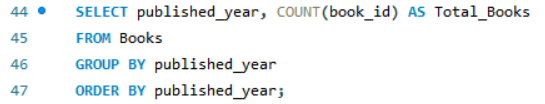 44 SELECT published_year, COUNT(book_id) AS Total_Books
45 FROM Books
46 GROUP BY published_year
47 ORDER BY published_year;